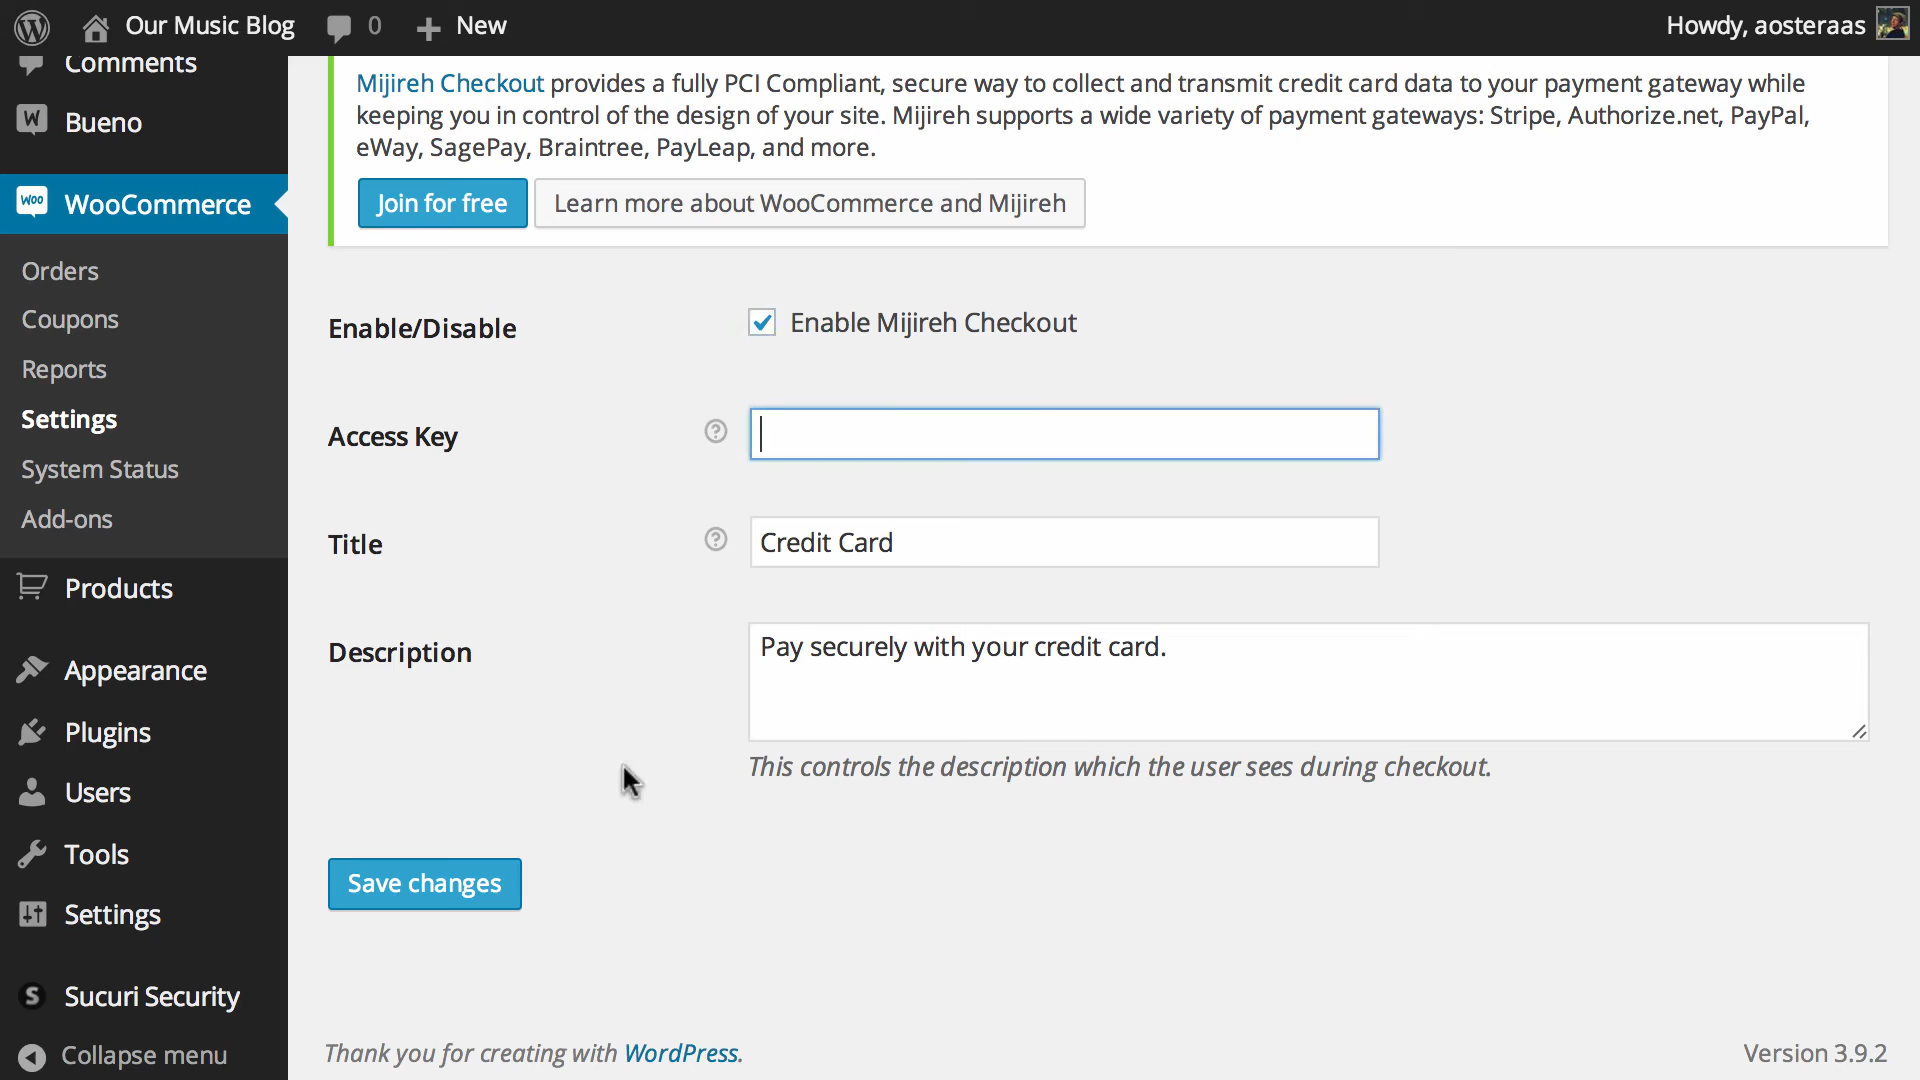 Our Music Blog 0 New Howdy, aosteraas
Comments
Bueno
WooCommerce
Orders
Coupons
Reports
Settings
System Status
Add-ons
Products
Appearance
Plugins
Users
Tools
Settings
Sucuri Security
Collapse menu
Mijireh Checkout provides a fully PCI Compliant, secure way to collect and transmit credit card data to your payment gateway while
keeping you in control of the design of your site. Mijireh supports a wide variety of payment gateways: Stripe, Authorize.net, PayPal,
eWay, SagePay, Braintree, PayLeap, and more.
Join for free Learn more about WooCommerce and Mijireh
Enable/Disable Enable Mijireh Checkout
Access Key ?
Title ? Credit Card
Description Pay securely with your credit card.
This controls the description which the user sees during checkout.
Save changes
Thank you for creating with WordPress. Version 3.9.2